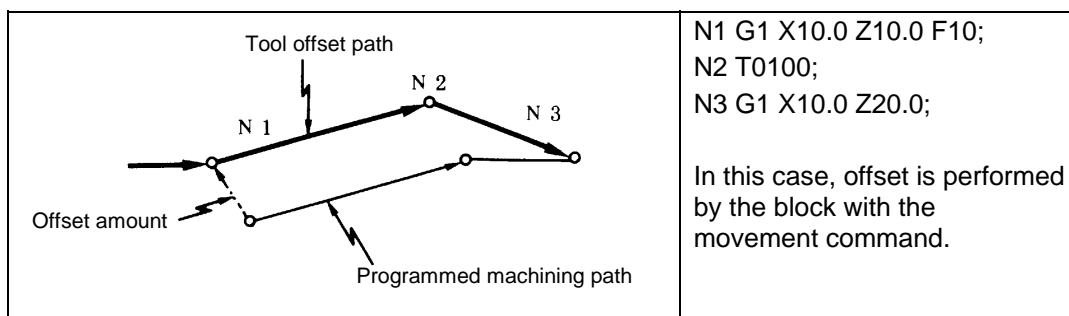 Tool offset path
N 2
N 1
N 3
Offset amount
Programmed machining path
N1 G1 X10.0 Z10.0 F10;
N2 T0100;
N3 G1 X10.0 Z20.0;
In this case, offset is performed
by the block with the
movement command.